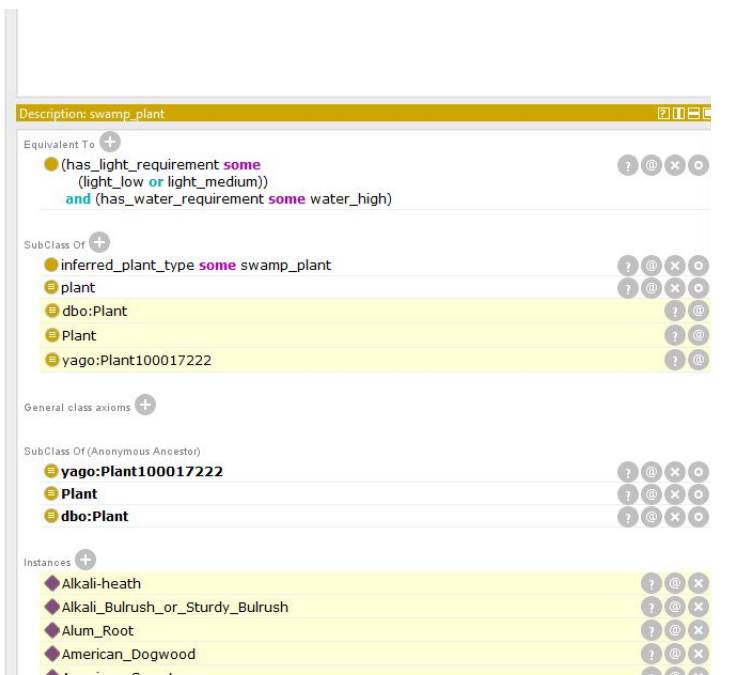 Description: swamp_plant
Equivalent To
(has_light_requirement some
(light_low or light_medium))
and (has_water_requirement some water_high)
SubClass Of
inferred_plant_type some swamp_plant
plant
dbo:Plant
Plant
yago:Plant100017222
General class axioms
SubClass Of (Anonymous Ancestor)
yago:Plant100017222
Plant
dbo:Plant
Instances
Alkali-heath
Alkali_Bulrush_or_Sturdy_Bulrush
Alum_Root
American_Dogwood